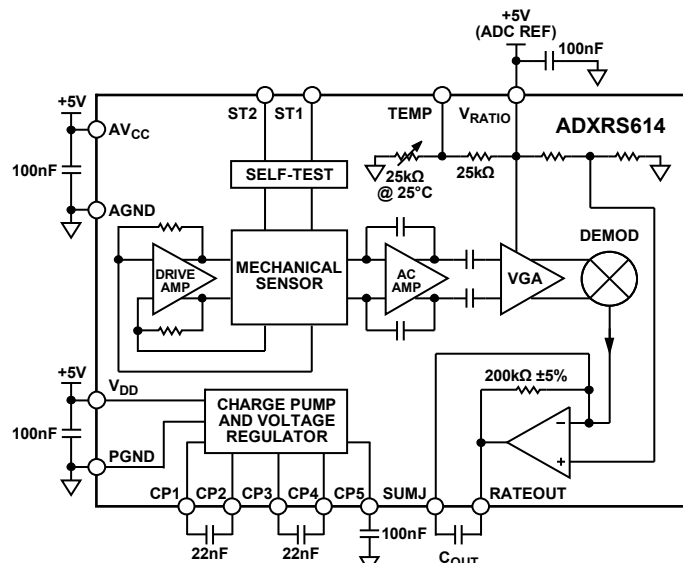 +5V
(ADC REF)
100nF
+5V
ST2 ST1 TEMP VRATIO ADXRS614
AVCC
100nF
25kΩ
@ 25°C
25kΩ
SELF-TEST
AGND
DEMOD
DRIVE
AMP
MECHANICAL
SENSOR
AC
AMP
VGA
+5V
VDD
200kΩ ±5%
100nF
CHARGE PUMP
AND VOLTAGE
REGULATOR
–
+
PGND
CP1 CP2 CP3 CP4 CP5 SUMJ RATEOUT
22nF
22nF
100nF
COUT